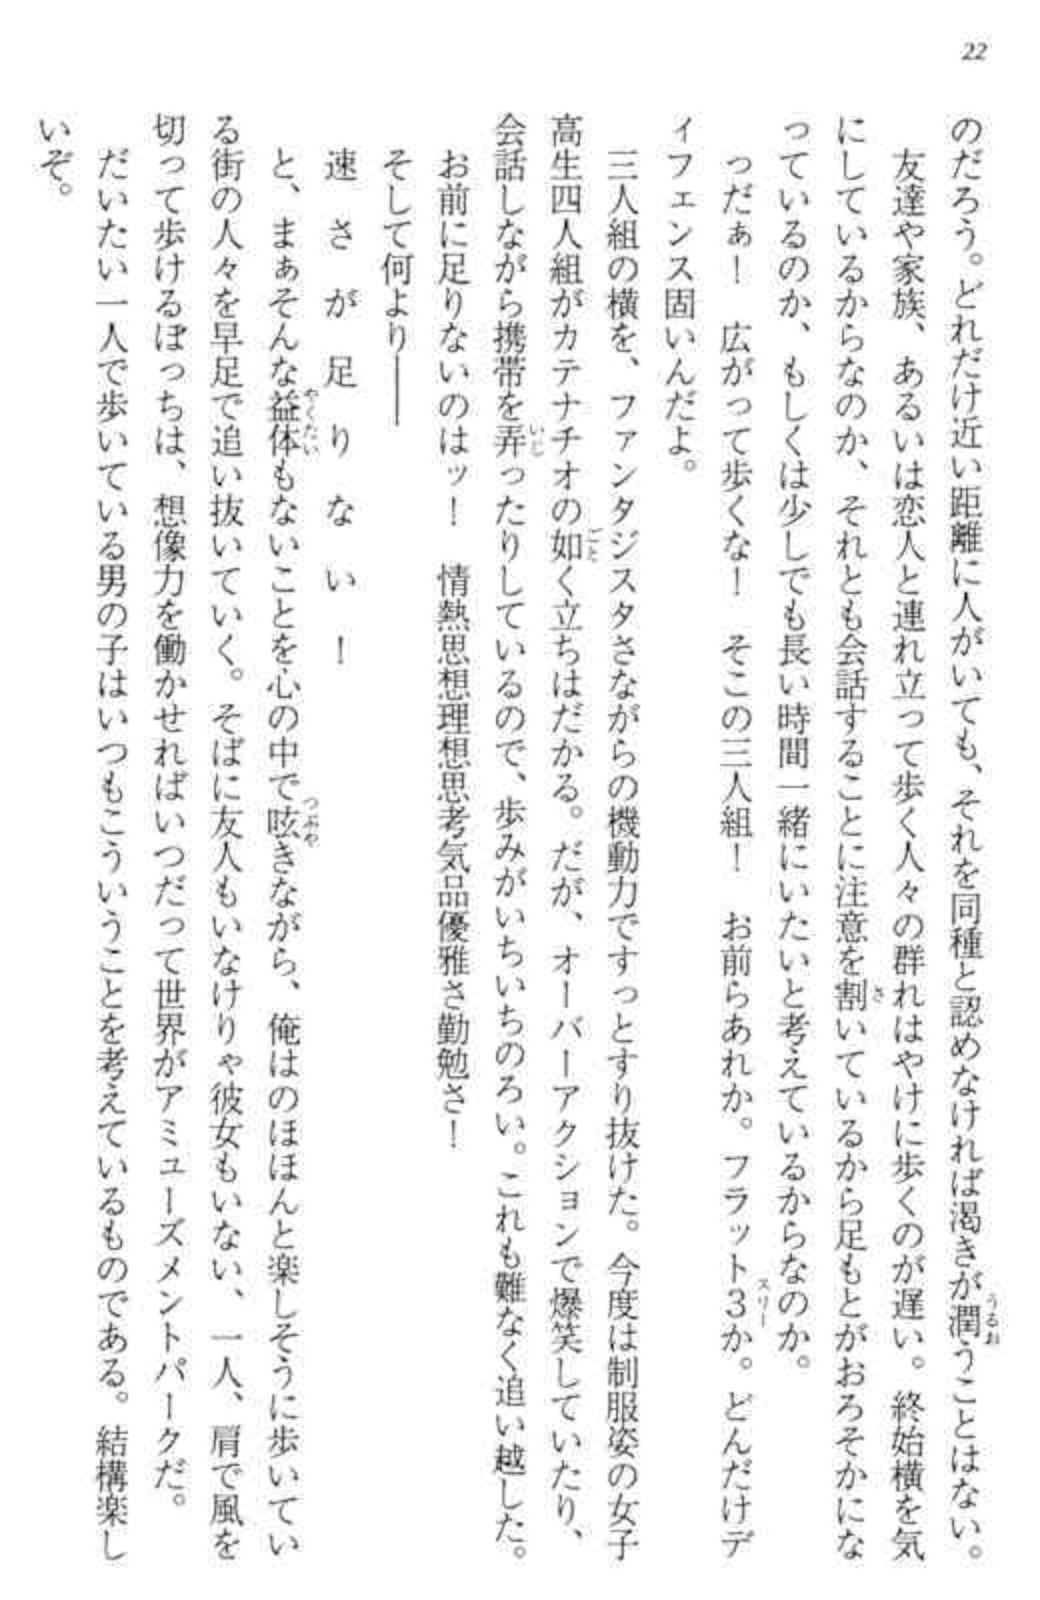 22
のだろう。どれだけ近い距離に人がいても、それを同種と認めなければ渇きが潤うことはない。
友達や家族、あるいは恋人と連れ立って歩く人々の群れはやけに歩くのが遅い。終始横を気
にしているからなのか、それとも会話することに注意を割いているから足もとがおろそかにな
っているのか、もしくは少しでも長い時間一緒にいたいと考えているからなのか。
っだぁ！　広がって歩くな！　そこの三人組！　お前らあれか。フラット３か。どんだけデ
ィフェンス固いんだよ。
三人組の横を、ファンタジスタさながらの機動力ですっとすり抜けた。今度は制服姿の女子
高生四人組がカテナチオの如く立ちはだかる。だが、オーバーアクションで爆笑していたり、
会話しながら携帯を弄ったりしているので、歩みがいちいちのろい。これも難なく追い越した。
お前に足りないのはッ！　情熱思想理想思考気品優雅さ勤勉さ！
そして何より――
速さが足りない！
と、まぁそんな益体もないことを心の中で呟きながら、俺はのほほんと楽しそうに歩いてい
る街の人々を早足で追い抜いていく。そばに友人もいなけりゃ彼女もいない、一人、肩で風を
切って歩けるぼっちは、想像力を働かせればいつだって世界がアミューズメントパークだ。
だいたい一人で歩いている男の子はいつもこういうことを考えているものである。結構楽し
いぞ。